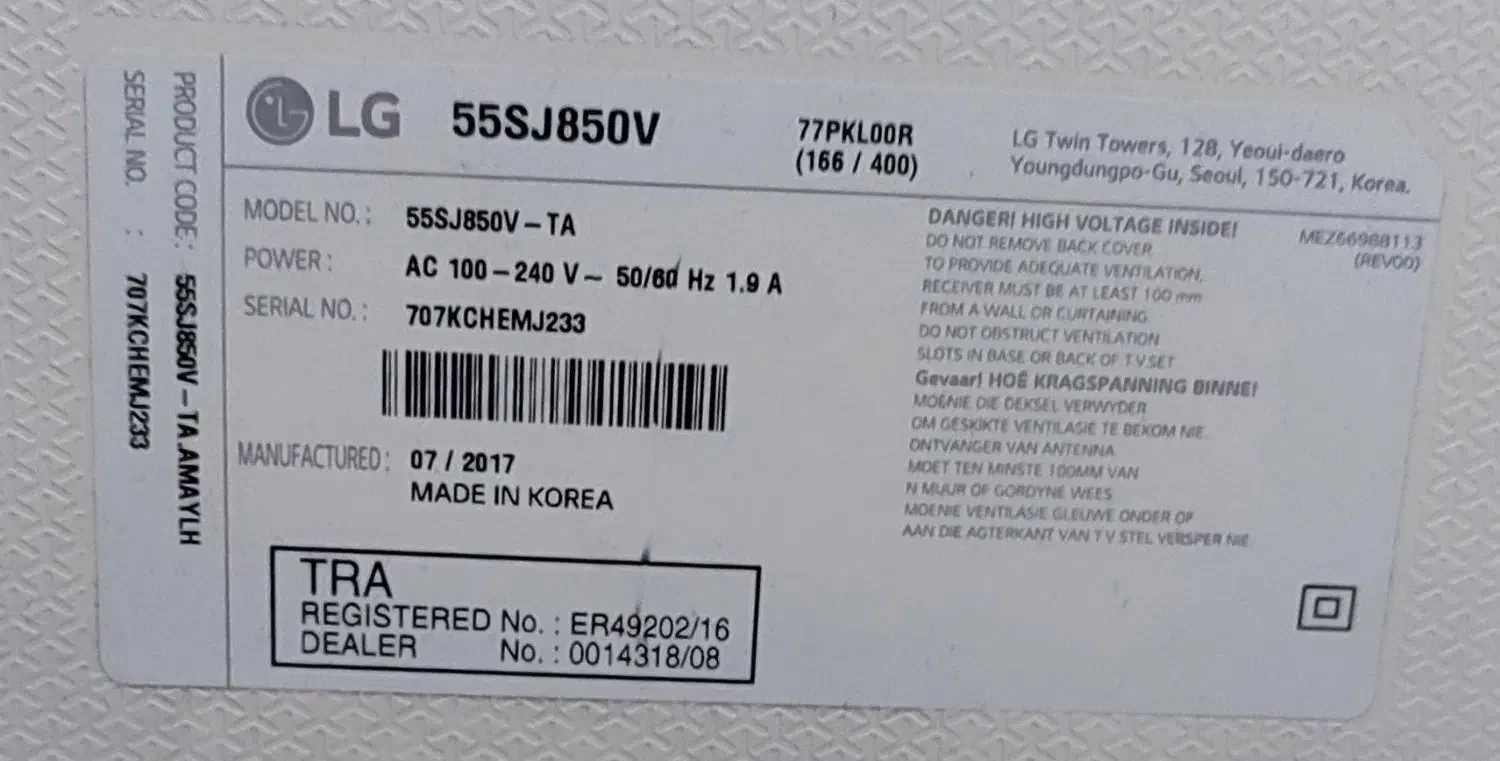 PRODUCT CODE: 55SJ850V-TA.AMAYLH
SERIAL NO. : 707KCHEMJ233
LG 55SJ850V
77PKL00R
(166 / 400)
LG Twin Towers, 128, Yeoui-daero
Youngdungpo-Gu, Seoul, 150-721, Korea.
MODEL NO.: 55SJ850V-TA
POWER: AC 100-240 V~ 50/60 Hz 1.9 A
SERIAL NO.: 707KCHEMJ233
MANUFACTURED: 07 / 2017
MADE IN KOREA
TRA
REGISTERED No. : ER49202/16
DEALER No. : 0014318/08
DANGER! HIGH VOLTAGE INSIDE!
DO NOT REMOVE BACK COVER
TO PROVIDE ADEQUATE VENTILATION,
RECEIVER MUST BE AT LEAST 100 mm
FROM A WALL OR CURTAINING.
DO NOT OBSTRUCT VENTILATION
SLOTS IN BASE OR BACK OF TV SET
Gevaar! HOË KRAGSPANNING BINNE!
MOENIE DIE DEKSEL VERWYDER
OM GESKIKTE VENTILASIE TE BEKOM NIE
ONTVANGER VAN ANTENNA
MOET TEN MINSTE 100MM VAN
N MUUR OF GORDYNE WEES
MOENIE VENTILASIE GLEUWE ONDER OF
AAN DIE AGTERKANT VAN T V STEL VERSPER NIE
MEZ66988113
(REV00)